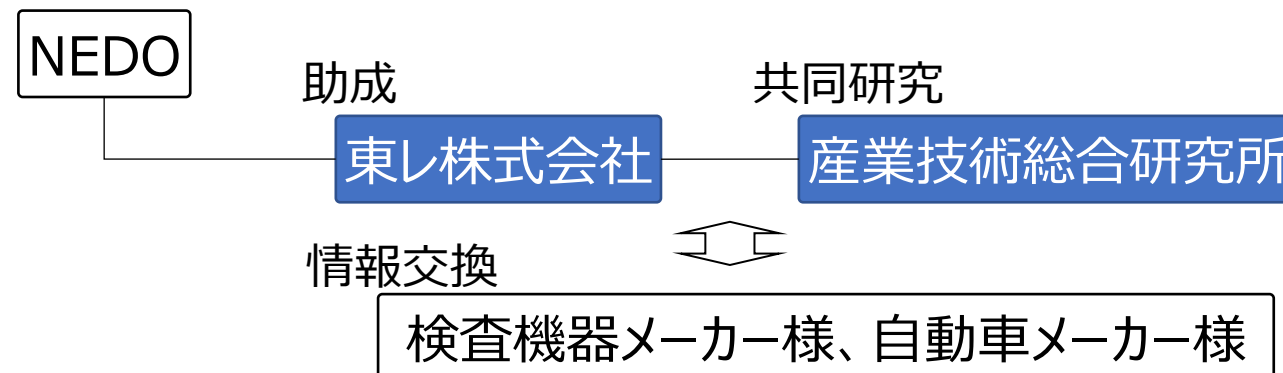 NEDO
助成
共同研究
東レ株式会社
産業技術総合研究所
情報交換
検査機器メーカー様、自動車メーカー様